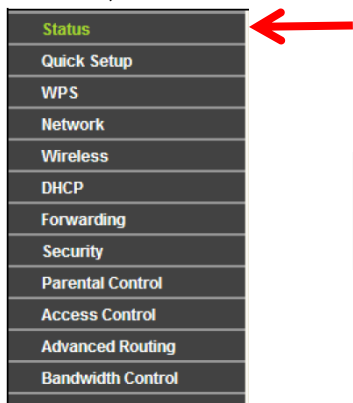 Status
Quick Setup
WPS
Network
Wireless
DHCP
Forwarding
Security
Parental Control
Access Control
Advanced Routing
Bandwidth Control